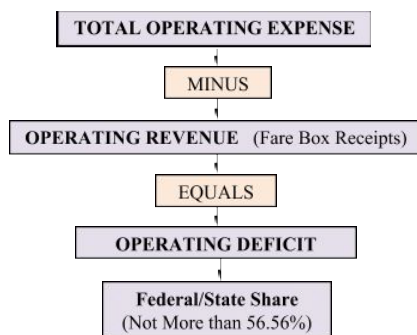 TOTAL OPERATING EXPENSE
MINUS
OPERATING REVENUE (Fare Box Receipts)
EQUALS
OPERATING DEFICIT
Federal/State Share
(Not More than 56.56%)